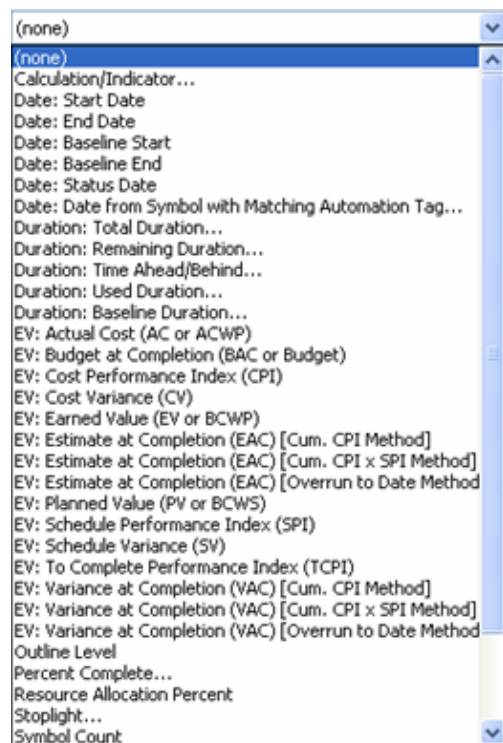 (none)
(none)
Calculation/Indicator...
Date: Start Date
Date: End Date
Date: Baseline Start
Date: Baseline End
Date: Status Date
Date: Date from Symbol with Matching Automation Tag...
Duration: Total Duration...
Duration: Remaining Duration...
Duration: Time Ahead/Behind...
Duration: Used Duration...
Duration: Baseline Duration...
EV: Actual Cost (AC or ACWP)
EV: Budget at Completion (BAC or Budget)
EV: Cost Performance Index (CPI)
EV: Cost Variance (CV)
EV: Earned Value (EV or BCWP)
EV: Estimate at Completion (EAC) [Cum. CPI Method]
EV: Estimate at Completion (EAC) [Cum. CPI x SPI Method]
EV: Estimate at Completion (EAC) [Overrun to Date Method
EV: Planned Value (PV or BCWS)
EV: Schedule Performance Index (SPI)
EV: Schedule Variance (SV)
EV: To Complete Performance Index (TCPI)
EV: Variance at Completion (VAC) [Cum. CPI Method]
EV: Variance at Completion (VAC) [Cum. CPI x SPI Method]
EV: Variance at Completion (VAC) [Overrun to Date Method
Outline Level
Percent Complete...
Resource Allocation Percent
Stoplight...
Symbol Count